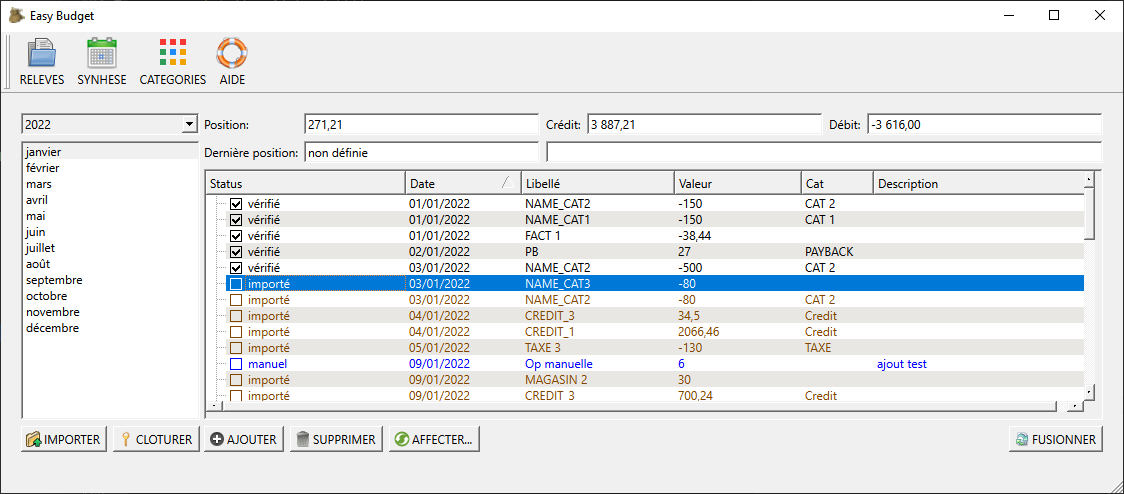 Easy Budget
RELEVES SYNHESE CATEGORIES AIDE
2022 Position: 271,21 Crédit: 3 887,21 Débit: -3 616,00
Dernière position: non définie
janvier
février
mars
avril
mai
juin
juillet
août
septembre
octobre
novembre
décembre
Status Date Libellé Valeur Cat Description
vérifié 01/01/2022 NAME_CAT2 -150 CAT 2
vérifié 01/01/2022 NAME_CAT1 -150 CAT 1
vérifié 01/01/2022 FACT 1 -38,44
vérifié 02/01/2022 PB 27 PAYBACK
vérifié 03/01/2022 NAME_CAT2 -500 CAT 2
importé 03/01/2022 NAME_CAT3 -80
importé 03/01/2022 NAME_CAT2 -80 CAT 2
importé 04/01/2022 CREDIT_3 34,5 Credit
importé 04/01/2022 CREDIT_1 2066,46 Credit
importé 05/01/2022 TAXE 3 -130 TAXE
manuel 09/01/2022 Op manuelle 6 ajout test
importé 09/01/2022 MAGASIN 2 30
importé 09/01/2022 CREDIT 3 700,24 Credit
IMPORTER CLOTURER AJOUTER SUPPRIMER AFFECTER... FUSIONNER